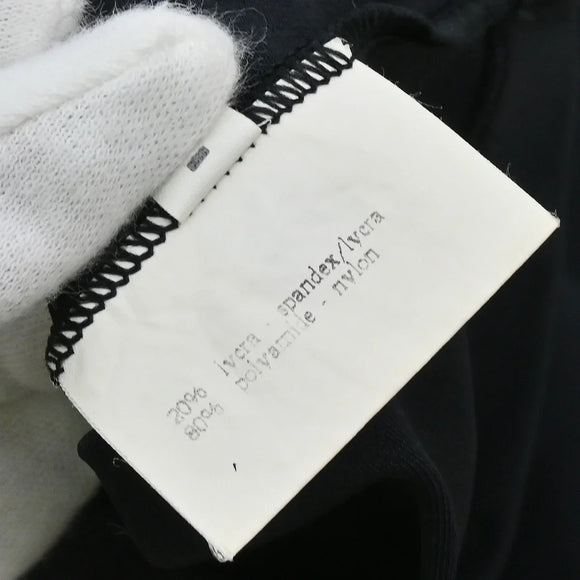 20% lycra - spandex/lycra
80% polyamide - nylon